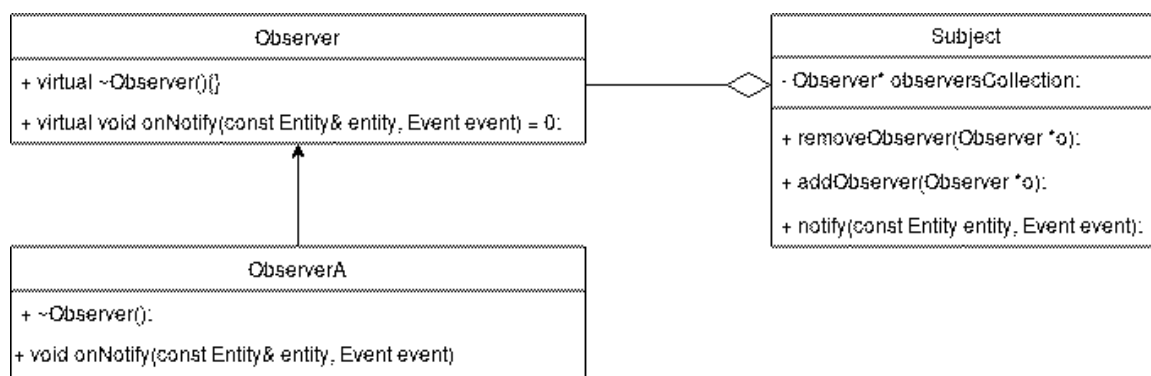 Observer
+ virtual ~Observer(){}
+ virtual void onNotify(const Entity& entity, Event event) = 0;
Subject
- Observer* observersCollection;
+ removeObserver(Observer *o);
+ addObserver(Observer *o);
+ notify(const Entity entity, Event event);
ObserverA
+ ~Observer();
+ void onNotify(const Entity& entity, Event event)